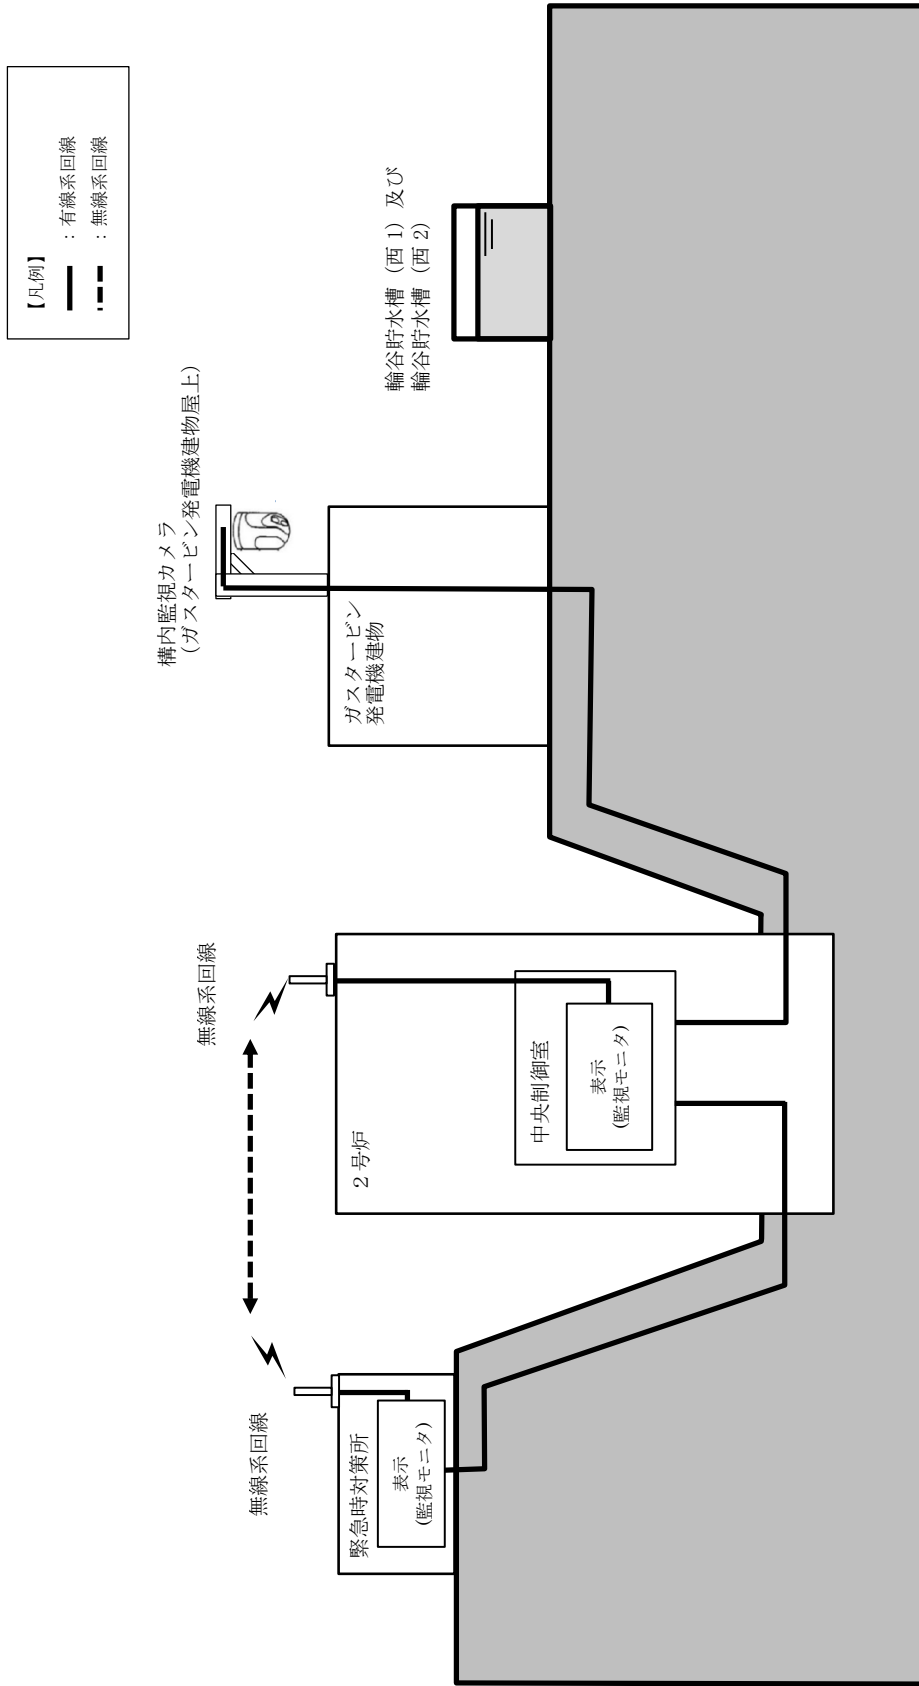 【凡例】
：有線系回線
：無線系回線
無線系回線
無線系回線
構内監視カメラ
(ガスタービン発電機建物屋上)
緊急時対策所
表示
(監視モニタ)
2号炉
中央制御室
表示
(監視モニタ)
ガスタービン
発電機建物
輪谷貯水槽（西1）及び
輪谷貯水槽（西2）